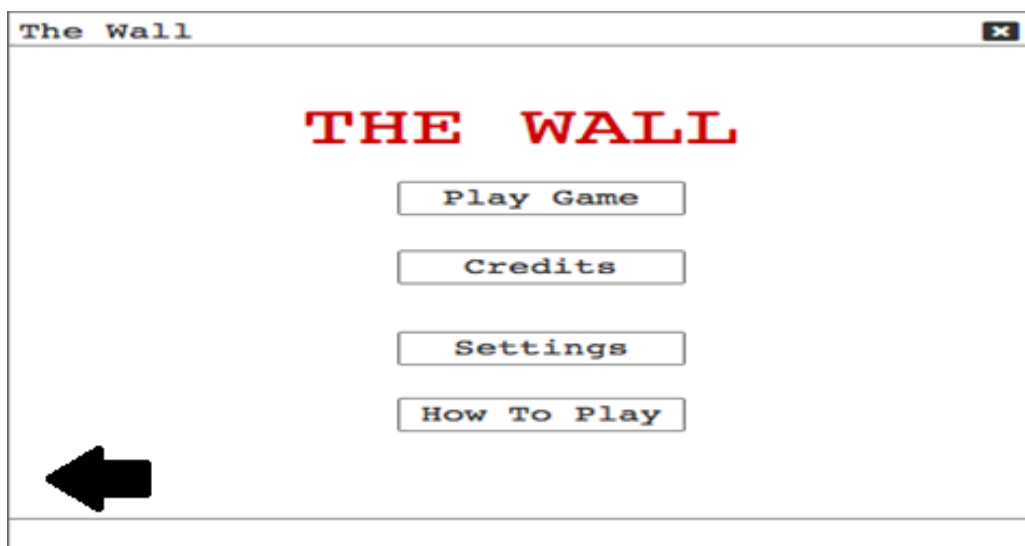 The Wall
THE WALL
Play Game
Credits
Settings
How To Play